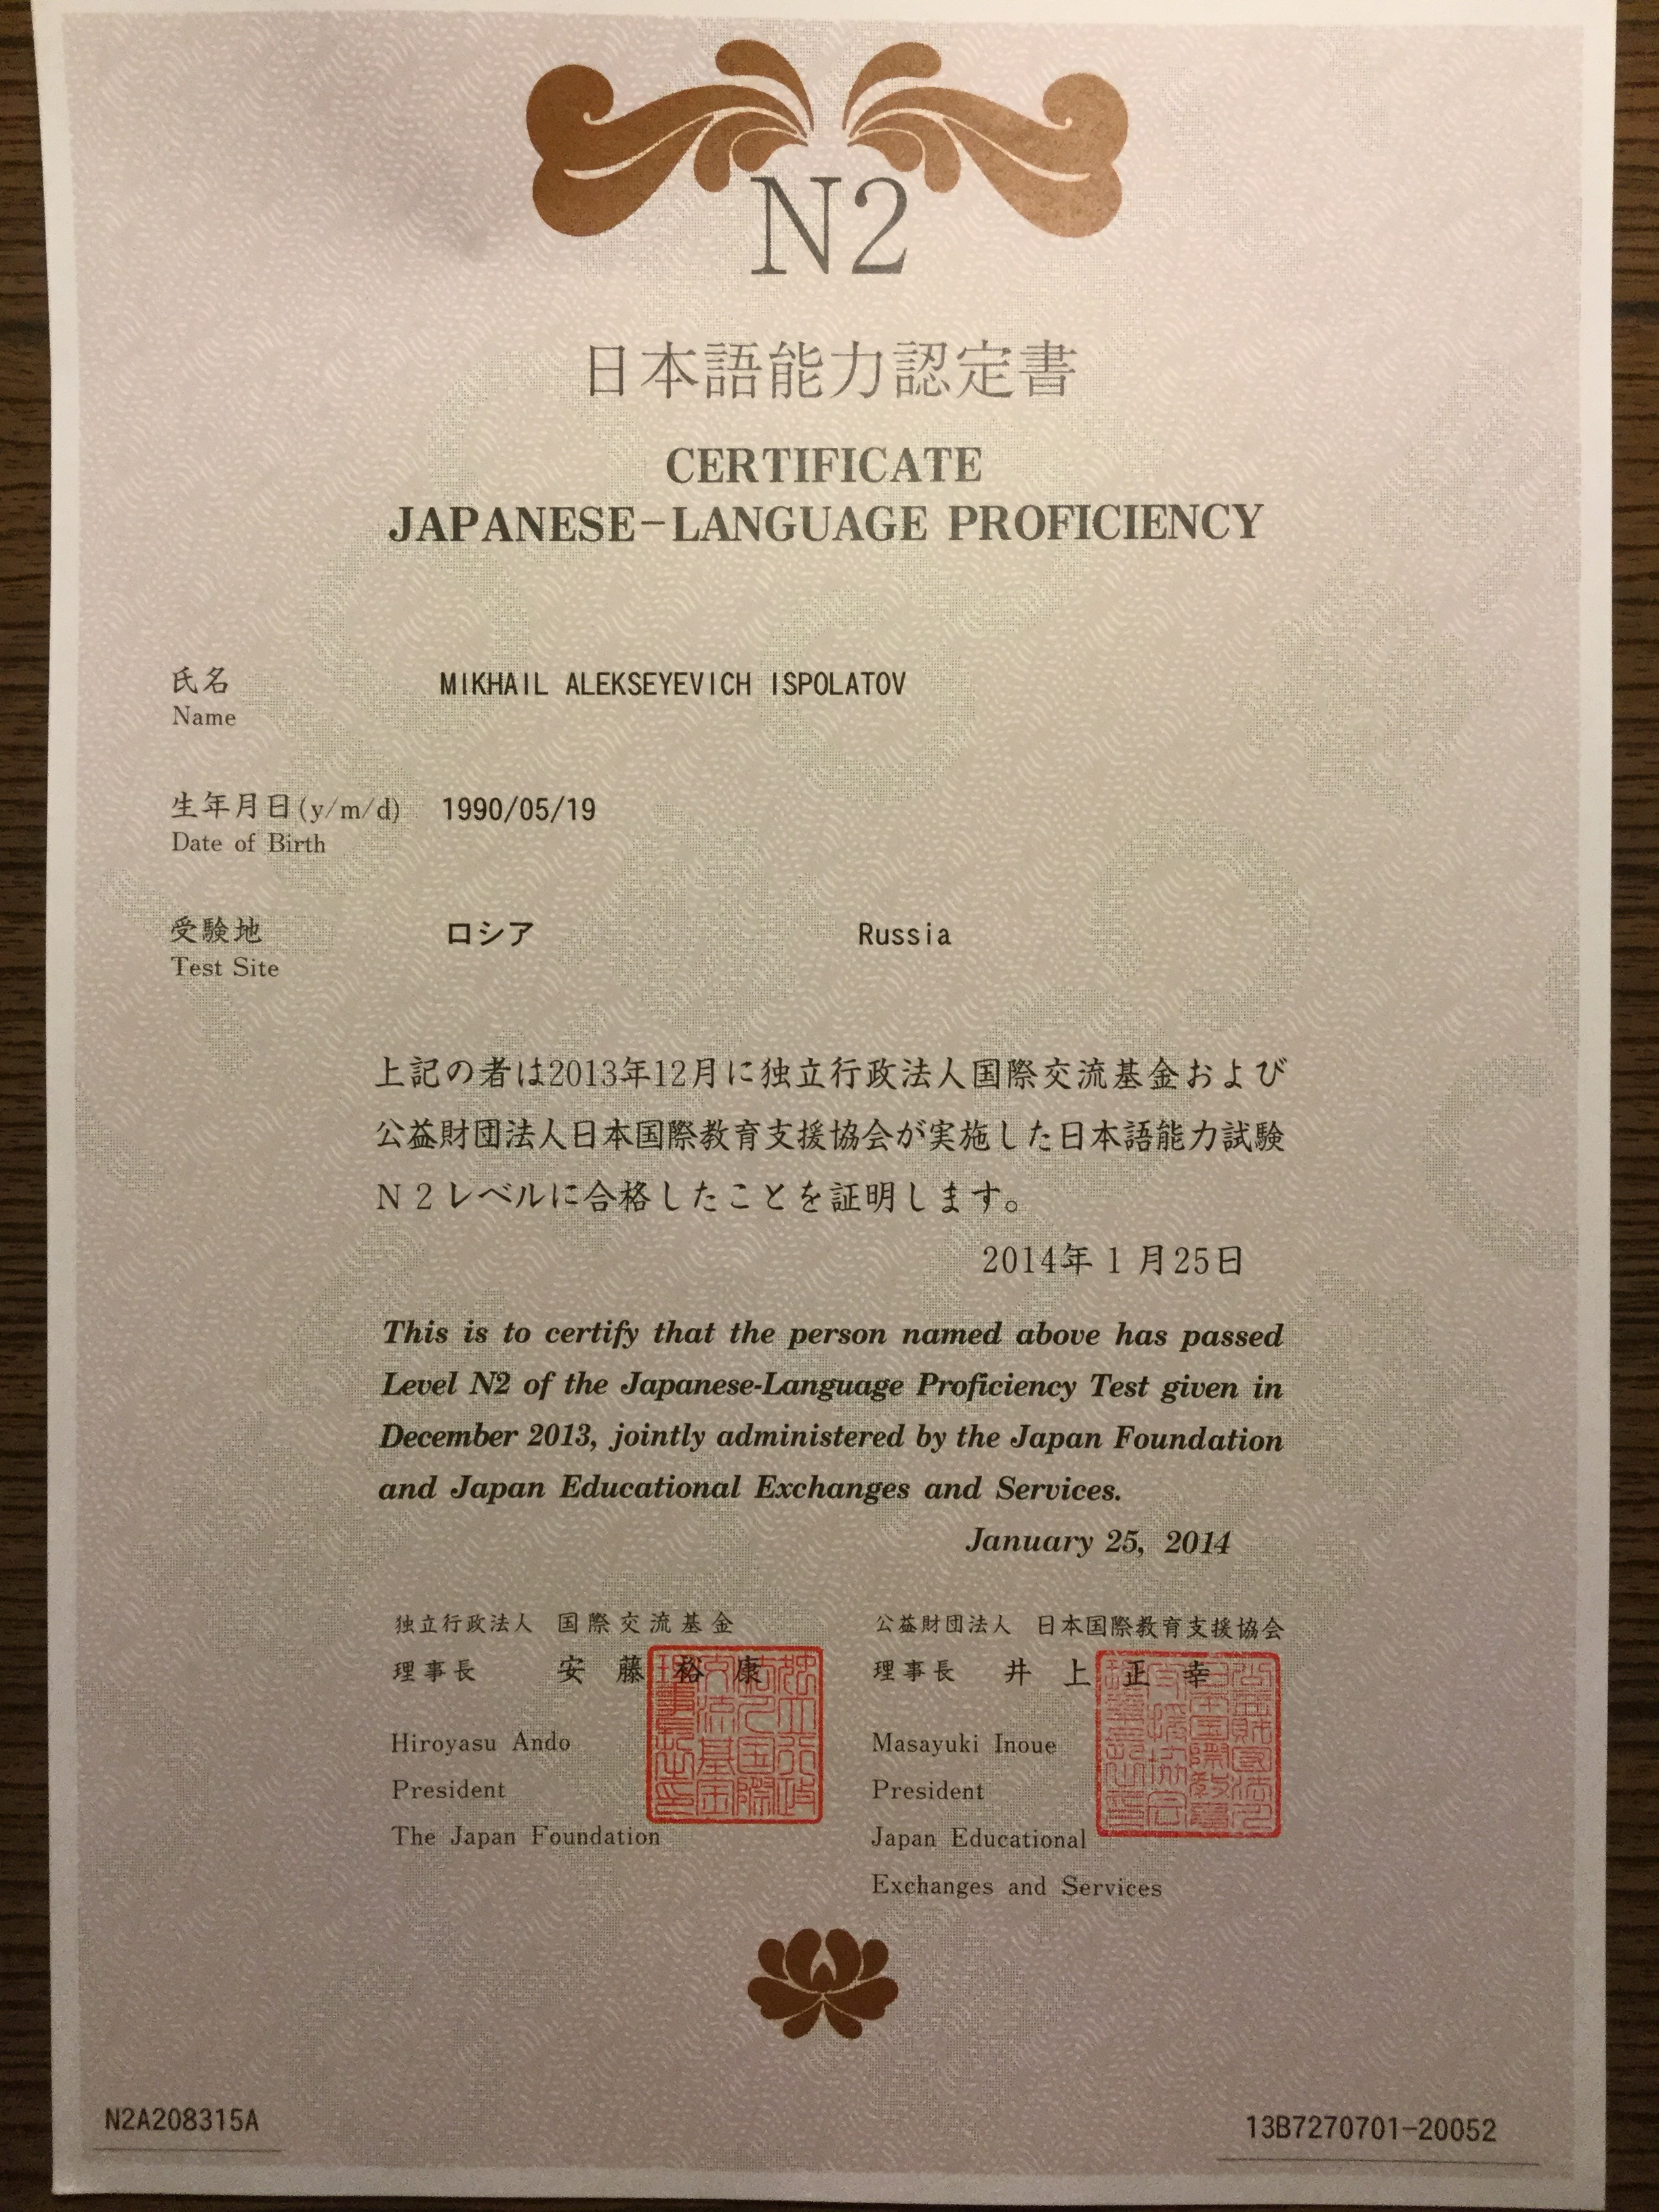 N2
日本語能力認定書
CERTIFICATE
JAPANESE-LANGUAGE PROFICIENCY
氏名 MIKHAIL ALEKSEYEVICH ISPOLATOV
Name
生年月日(y/m/d) 1990/05/19
Date of Birth
受験地 ロシア Russia
Test Site
上記の者は2013年12月に独立行政法人国際交流基金および
公益財団法人日本国際教育支援協会が実施した日本語能力試験
N2レベルに合格したことを証明します。
2014年1月25日
This is to certify that the person named above has passed
Level N2 of the Japanese-Language Proficiency Test given in
December 2013, jointly administered by the Japan Foundation
and Japan Educational Exchanges and Services.
January 25, 2014
独立行政法人 国際交流基金
理事長 安藤裕康
Hiroyasu Ando
President
The Japan Foundation
公益財団法人 日本国際教育支援協会
理事長 井上正幸
Masayuki Inoue
President
Japan Educational
Exchanges and Services
N2A208315A
13B7270701-20052